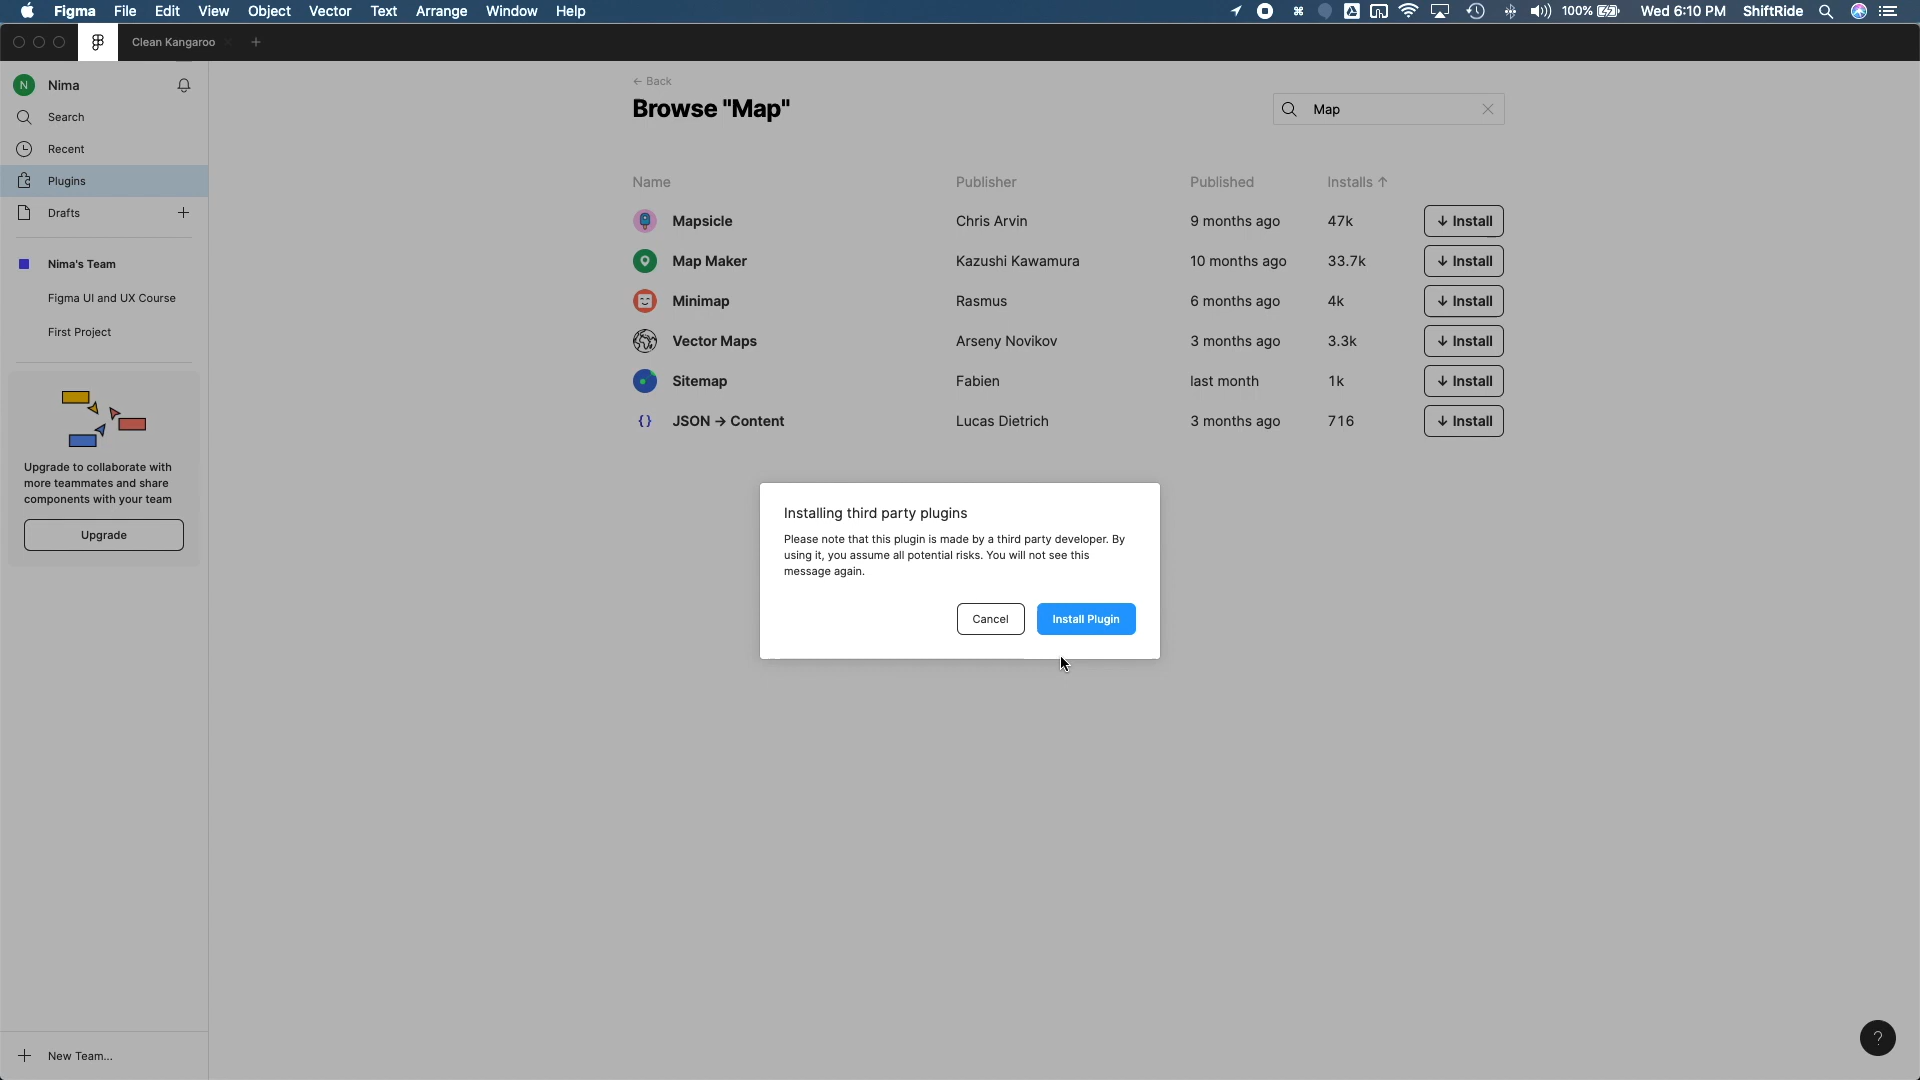 Figma File Edit View Object Vector Text Arrange Window Help 100% Wed 6:10 PM ShiftRide
Clean Kangaroo
N Nima
Search
Recent
Plugins
Drafts
Nima's Team
Figma UI and UX Course
First Project
Upgrade to collaborate with
more teammates and share
components with your team
Upgrade
New Team...
← Back
Browse "Map"
Map
Name Publisher Published Installs ↑
Mapsicle Chris Arvin 9 months ago 47k ↓ Install
Map Maker Kazushi Kawamura 10 months ago 33.7k ↓ Install
Minimap Rasmus 6 months ago 4k ↓ Install
Vector Maps Arseny Novikov 3 months ago 3.3k ↓ Install
Sitemap Fabien last month 1k ↓ Install
{} JSON → Content Lucas Dietrich 3 months ago 716 ↓ Install
Installing third party plugins
Please note that this plugin is made by a third party developer. By
using it, you assume all potential risks. You will not see this
message again.
Cancel Install Plugin
?